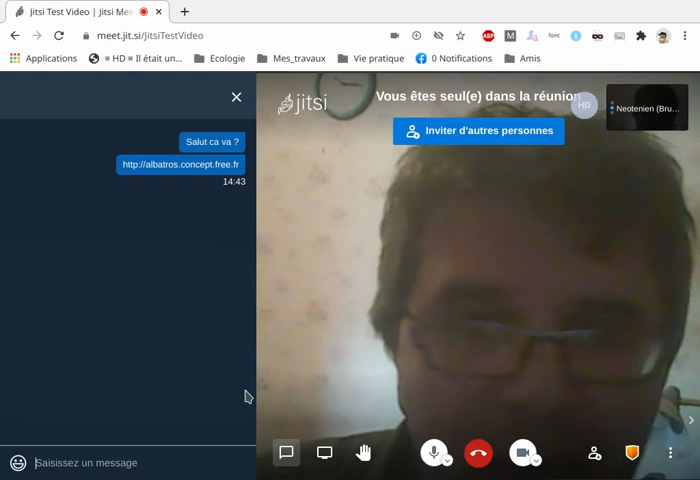 Jitsi Test Video | Jitsi Mee
meet.jit.si/JitsiTestVideo
ABP
M
font
Applications
= HD = Il était un...
Ecologie
Mes_travaux
Vie pratique
0 Notifications
Amis
jitsi
Vous êtes seul(e) dans la réunion
HD
Neotenien (Bru...
Inviter d'autres personnes
Salut ca va ?
http://albatros.concept.free.fr
14:43
Saisissez un message